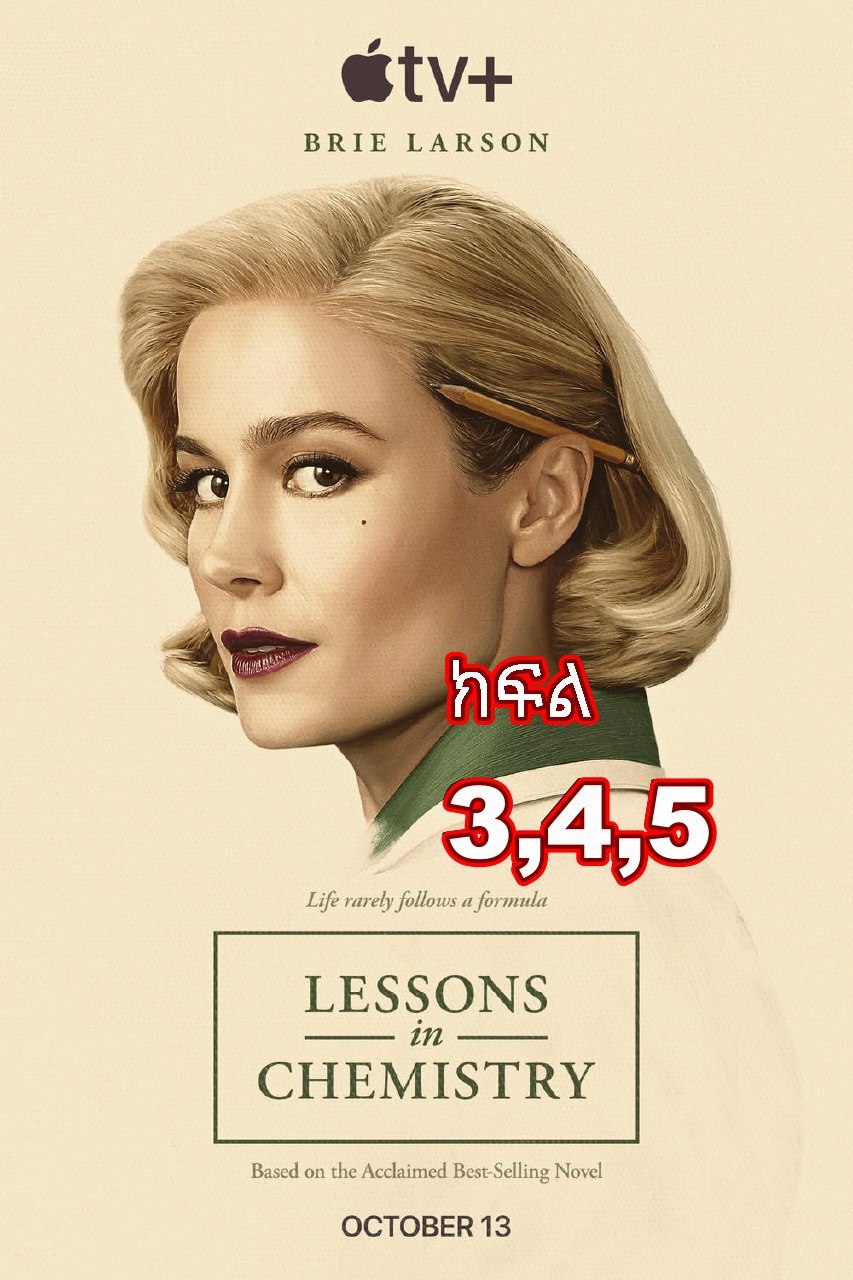 tv+
BRIE LARSON
ክፍል
3,4,5
Life rarely follows a formula
LESSONS
in
CHEMISTRY
Based on the Acclaimed Best-Selling Novel
OCTOBER 13